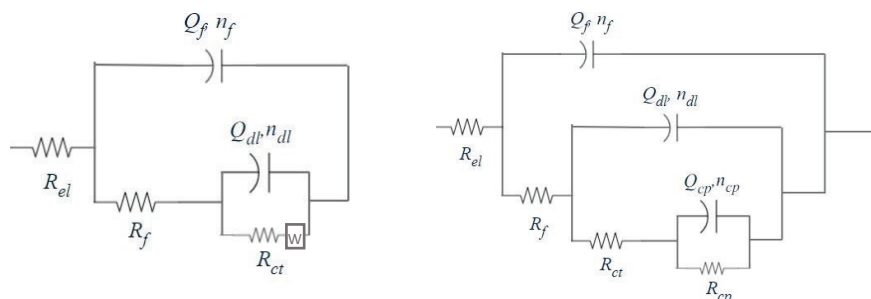 Q_f, n_f
Q_dl, n_dl
R_el
R_f
W
R_ct
Q_f, n_f
Q_dl, n_dl
R_el
Q_cp, n_cp
R_f
R_ct
R_cp